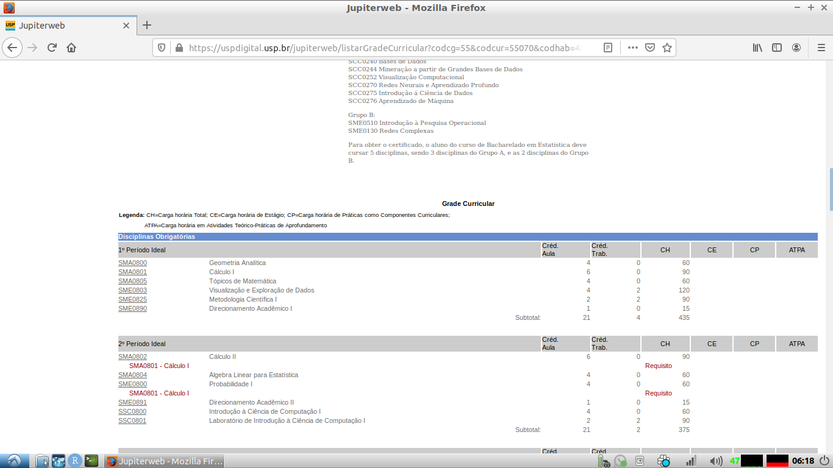 Jupiterweb - Mozilla Firefox
USP Jupiterweb
https://uspdigital.usp.br/jupiterweb/listarGradeCurricular?codcg=55&codcur=55070&codhab=4
SCC0240 Bases de Dados
SCC0244 Mineração a partir de Grandes Bases de Dados
SCC0252 Visualização Computacional
SCC0270 Redes Neurais e Aprendizado Profundo
SCC0275 Introdução à Ciência de Dados
SCC0276 Aprendizado de Máquina
Grupo B:
SME0510 Introdução à Pesquisa Operacional
SME0130 Redes Complexas
Para obter o certificado, o aluno do curso de Bacharelado em Estatística deve
cursar 5 disciplinas, sendo 3 disciplinas do Grupo A, e as 2 disciplinas do Grupo
B.
Grade Curricular
Legenda: CH=Carga horária Total; CE=Carga horária de Estágio; CP=Carga horária de Práticas como Componentes Curriculares;
ATPA=Carga horária em Atividades Teórico-Práticas de Aprofundamento
Disciplinas Obrigatórias
1º Período Ideal Créd. Aula Créd. Trab. CH CE CP ATPA
SMA0800 Geometria Analítica 4 0 60
SMA0801 Cálculo I 6 0 90
SMA0805 Tópicos de Matemática 4 0 60
SME0803 Visualização e Exploração de Dados 4 2 120
SME0825 Metodologia Científica I 2 2 90
SME0890 Direcionamento Acadêmico I 1 0 15
Subtotal: 21 4 435
2º Período Ideal Créd. Aula Créd. Trab. CH CE CP ATPA
SMA0802 Cálculo II 6 0 90
SMA0801 - Cálculo I Requisito
SMA0804 Álgebra Linear para Estatística 4 0 60
SME0800 Probabilidade I 4 0 60
SMA0801 - Cálculo I Requisito
SME0891 Direcionamento Acadêmico II 1 0 15
SSC0800 Introdução à Ciência de Computação I 4 0 60
SSC0801 Laboratório de Introdução à Ciência de Computação I 2 2 90
Subtotal: 21 2 375
Créd. Créd.
Jupiterweb - Mozilla Fir... 47 06:18